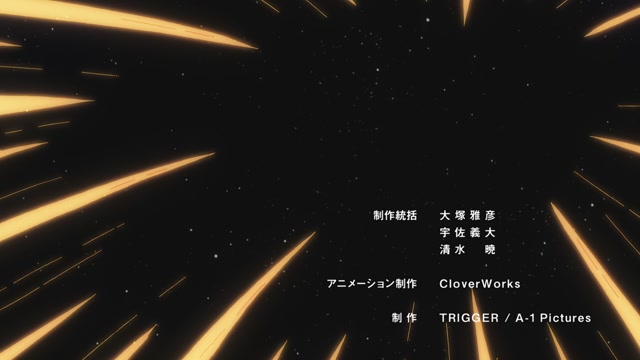 制作統括 大塚雅彦
宇佐義大
清水 暁
アニメーション制作 CloverWorks
制作 TRIGGER / A-1 Pictures